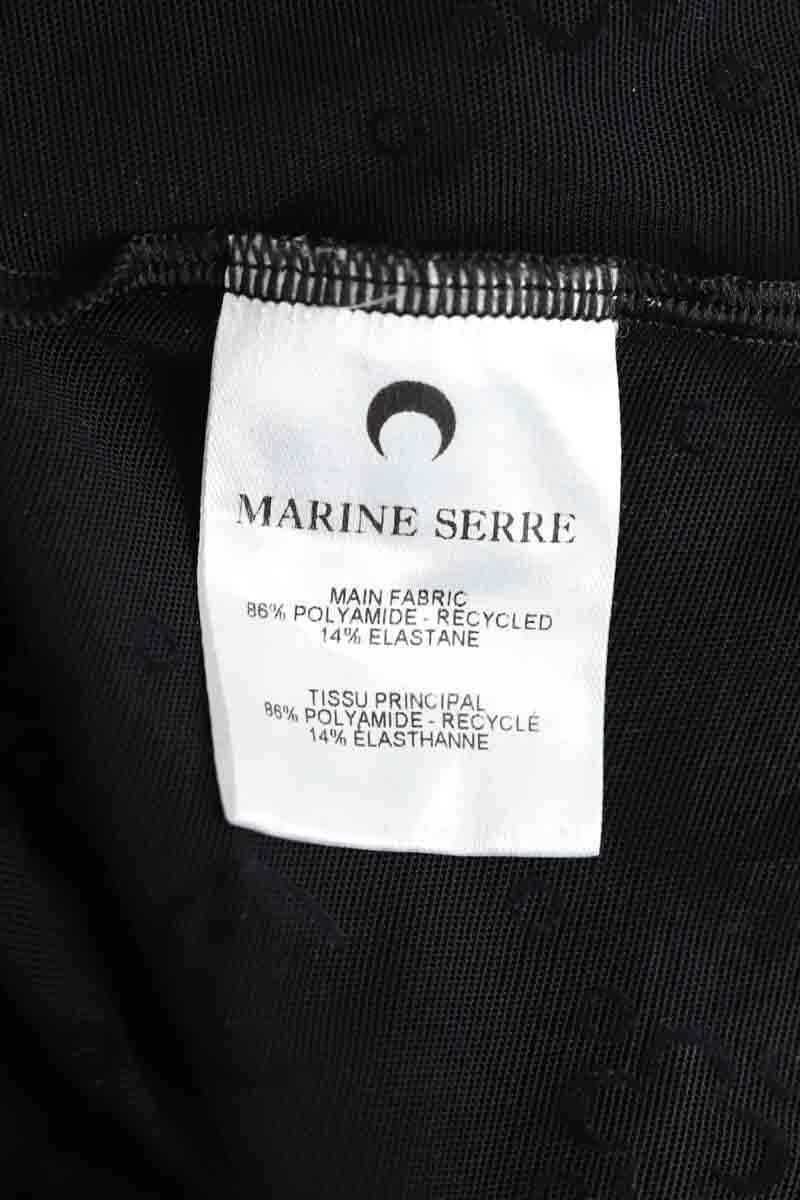 MARINE SERRE
MAIN FABRIC
86% POLYAMIDE - RECYCLED
14% ELASTANE
TISSU PRINCIPAL
86% POLYAMIDE - RECYCLÉ
14% ÉLASTHANNE